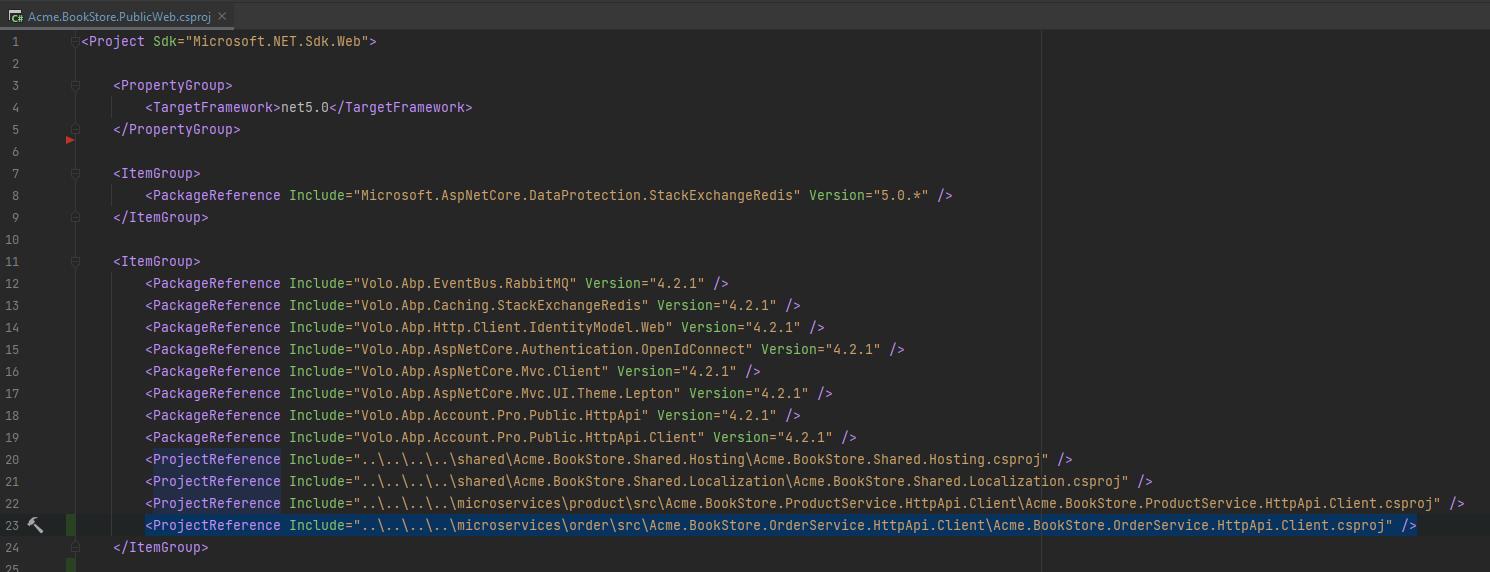 C# Acme.BookStore.PublicWeb.csproj ×
1 <Project Sdk="Microsoft.NET.Sdk.Web">
2
3 <PropertyGroup>
4 <TargetFramework>net5.0</TargetFramework>
5 </PropertyGroup>
6
7 <ItemGroup>
8 <PackageReference Include="Microsoft.AspNetCore.DataProtection.StackExchangeRedis" Version="5.0.*" />
9 </ItemGroup>
10
11 <ItemGroup>
12 <PackageReference Include="Volo.Abp.EventBus.RabbitMQ" Version="4.2.1" />
13 <PackageReference Include="Volo.Abp.Caching.StackExchangeRedis" Version="4.2.1" />
14 <PackageReference Include="Volo.Abp.Http.Client.IdentityModel.Web" Version="4.2.1" />
15 <PackageReference Include="Volo.Abp.AspNetCore.Authentication.OpenIdConnect" Version="4.2.1" />
16 <PackageReference Include="Volo.Abp.AspNetCore.Mvc.Client" Version="4.2.1" />
17 <PackageReference Include="Volo.Abp.AspNetCore.Mvc.UI.Theme.Lepton" Version="4.2.1" />
18 <PackageReference Include="Volo.Abp.Account.Pro.Public.HttpApi" Version="4.2.1" />
19 <PackageReference Include="Volo.Abp.Account.Pro.Public.HttpApi.Client" Version="4.2.1" />
20 <ProjectReference Include="..\..\..\..\shared\Acme.BookStore.Shared.Hosting\Acme.BookStore.Shared.Hosting.csproj" />
21 <ProjectReference Include="..\..\..\..\shared\Acme.BookStore.Shared.Localization\Acme.BookStore.Shared.Localization.csproj" />
22 <ProjectReference Include="..\..\..\..\microservices\product\src\Acme.BookStore.ProductService.HttpApi.Client\Acme.BookStore.ProductService.HttpApi.Client.csproj" />
23 <ProjectReference Include="..\..\..\..\microservices\order\src\Acme.BookStore.OrderService.HttpApi.Client\Acme.BookStore.OrderService.HttpApi.Client.csproj" />
24 </ItemGroup>
25